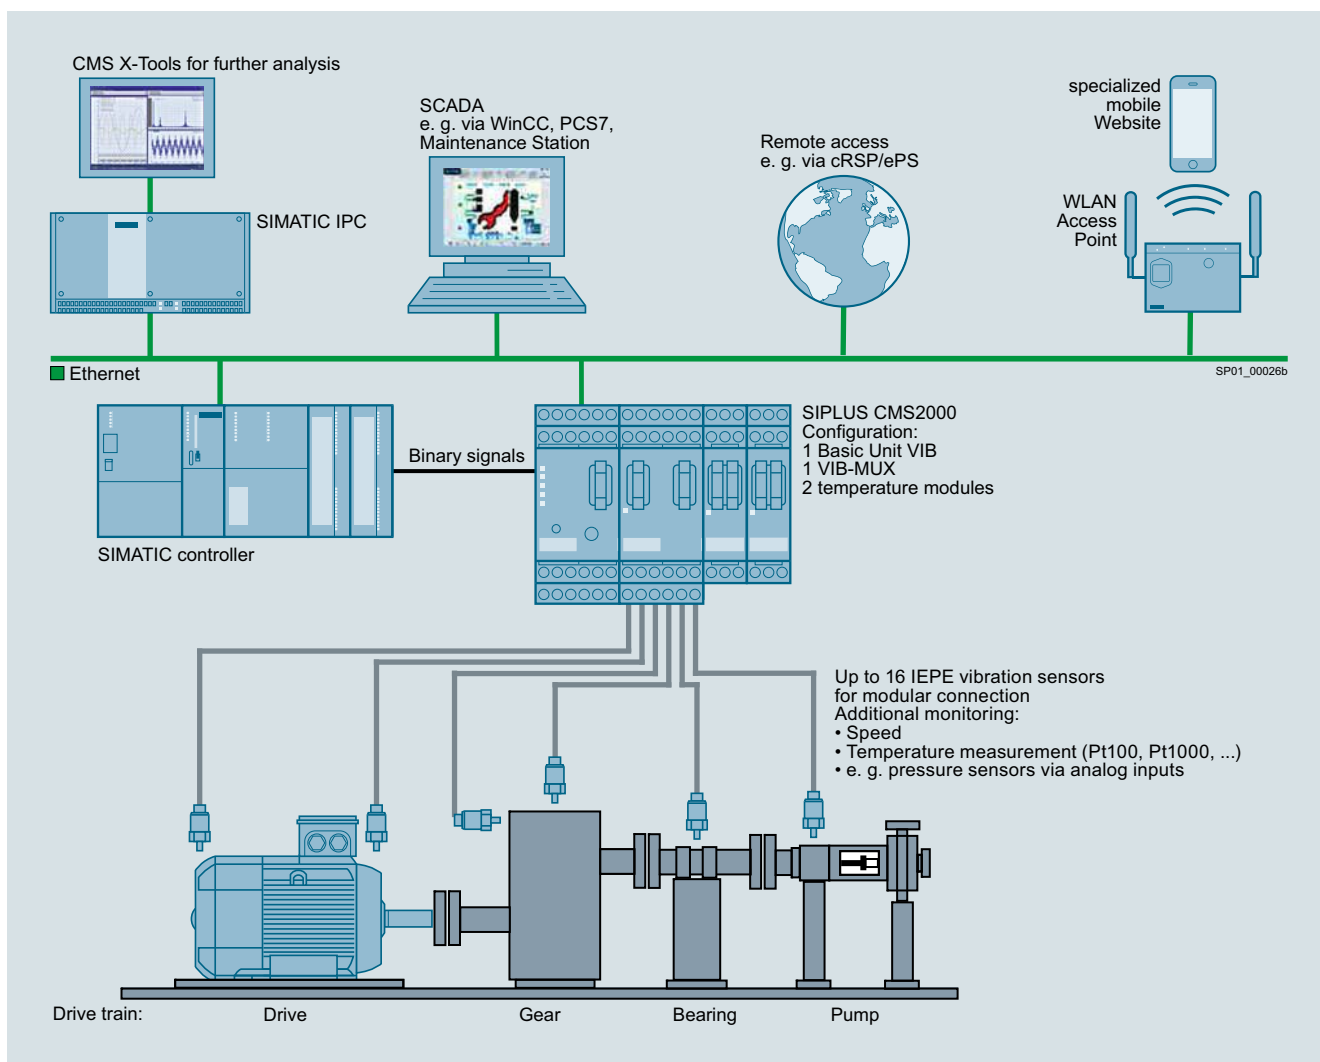 CMS X-Tools for further analysis
SCADA
e. g. via WinCC, PCS7,
Maintenance Station
Remote access
e. g. via cRSP/ePS
specialized
mobile
Website
SIMATIC IPC
WLAN
Access
Point
Ethernet
SP01_00026b
SIPLUS CMS2000
Configuration:
1 Basic Unit VIB
1 VIB-MUX
2 temperature modules
Binary signals
SIMATIC controller
Up to 16 IEPE vibration sensors
for modular connection
Additional monitoring:
• Speed
• Temperature measurement (Pt100, Pt1000, ...)
• e. g. pressure sensors via analog inputs
Drive train:
Drive
Gear
Bearing
Pump